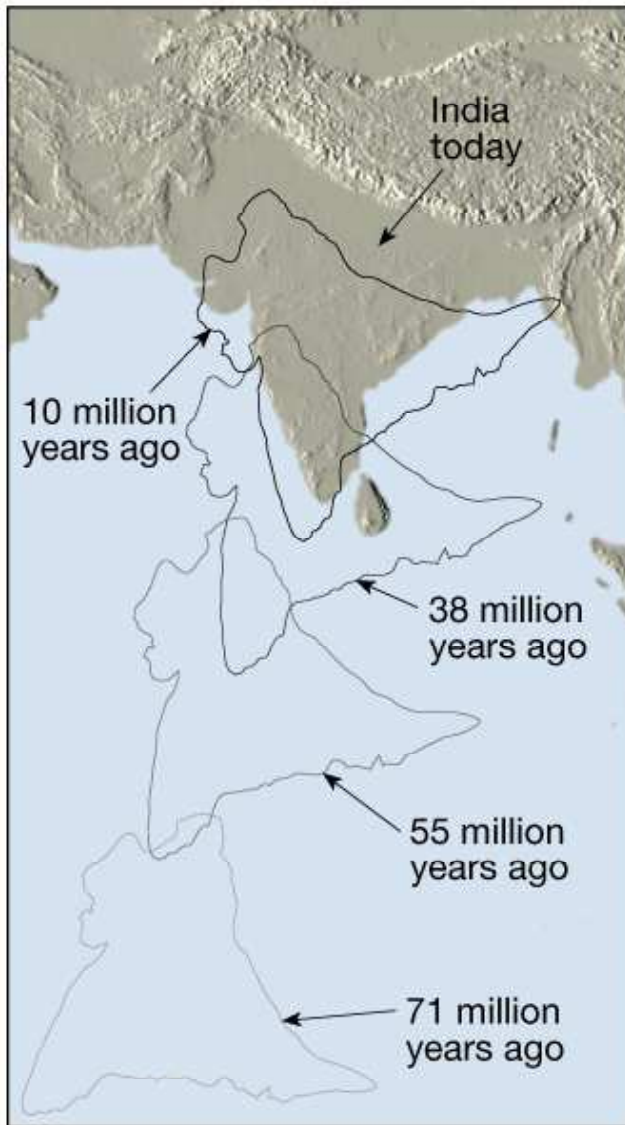 India
today
10 million
years ago
38 million
years ago
55 million
years ago
71 million
years ago